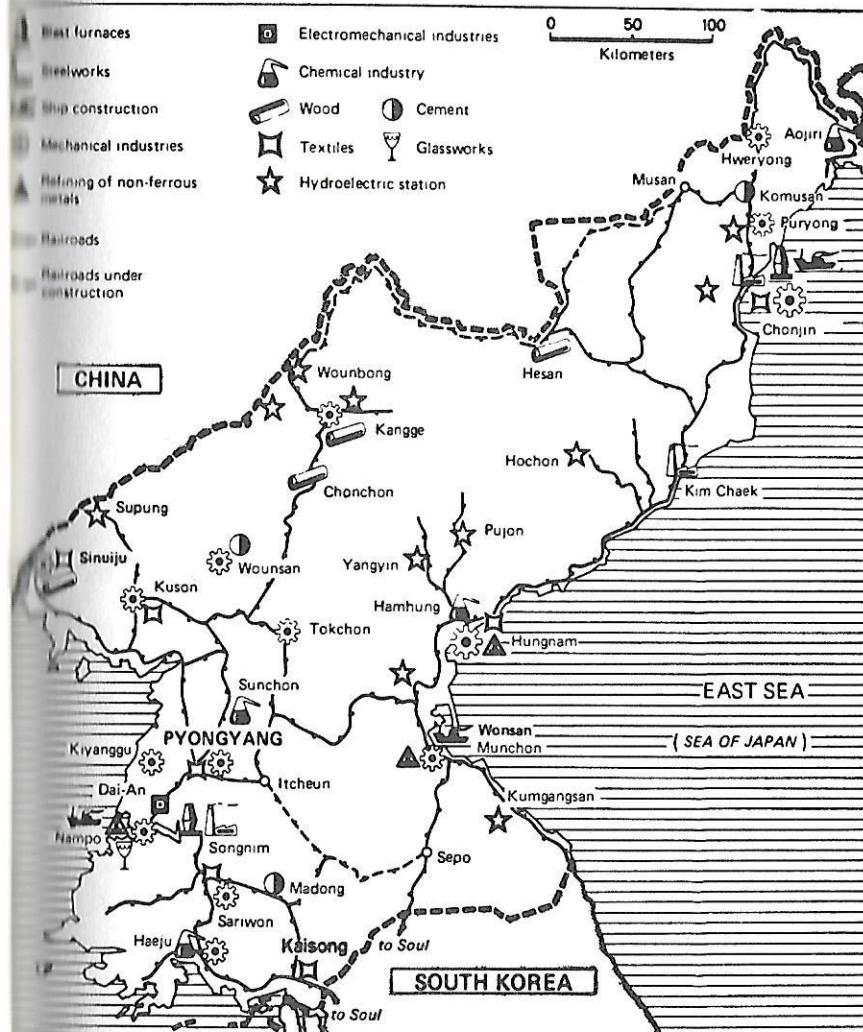 Blast furnaces
Steelworks
Ship construction
Mechanical industries
Refining of non-ferrous
metals
Railroads
Railroads under
construction
Electromechanical industries
Chemical industry
Wood
Cement
Textiles
Glassworks
Hydroelectric station
0 50 100
Kilometers
Aojiri
Hweryong
Musan
Komusan
Puryong
Chonjin
CHINA
Wounbong
Hesan
Kangge
Hochon
Kim Chaek
Chonchon
Supung
Pujon
Sinuiju
Wounsan
Yangyin
Kuson
Hamhung
Tokchon
Hungnam
Sunchon
EAST SEA
Wonsan
PYONGYANG
(SEA OF JAPAN)
Kiyanggu
Munchon
Dai-An
Itcheun
Kumgangsan
Nampo
Songnim
Sepo
Madong
Sariwon
Haeju
to Soul
Kaisong
SOUTH KOREA
to Soul